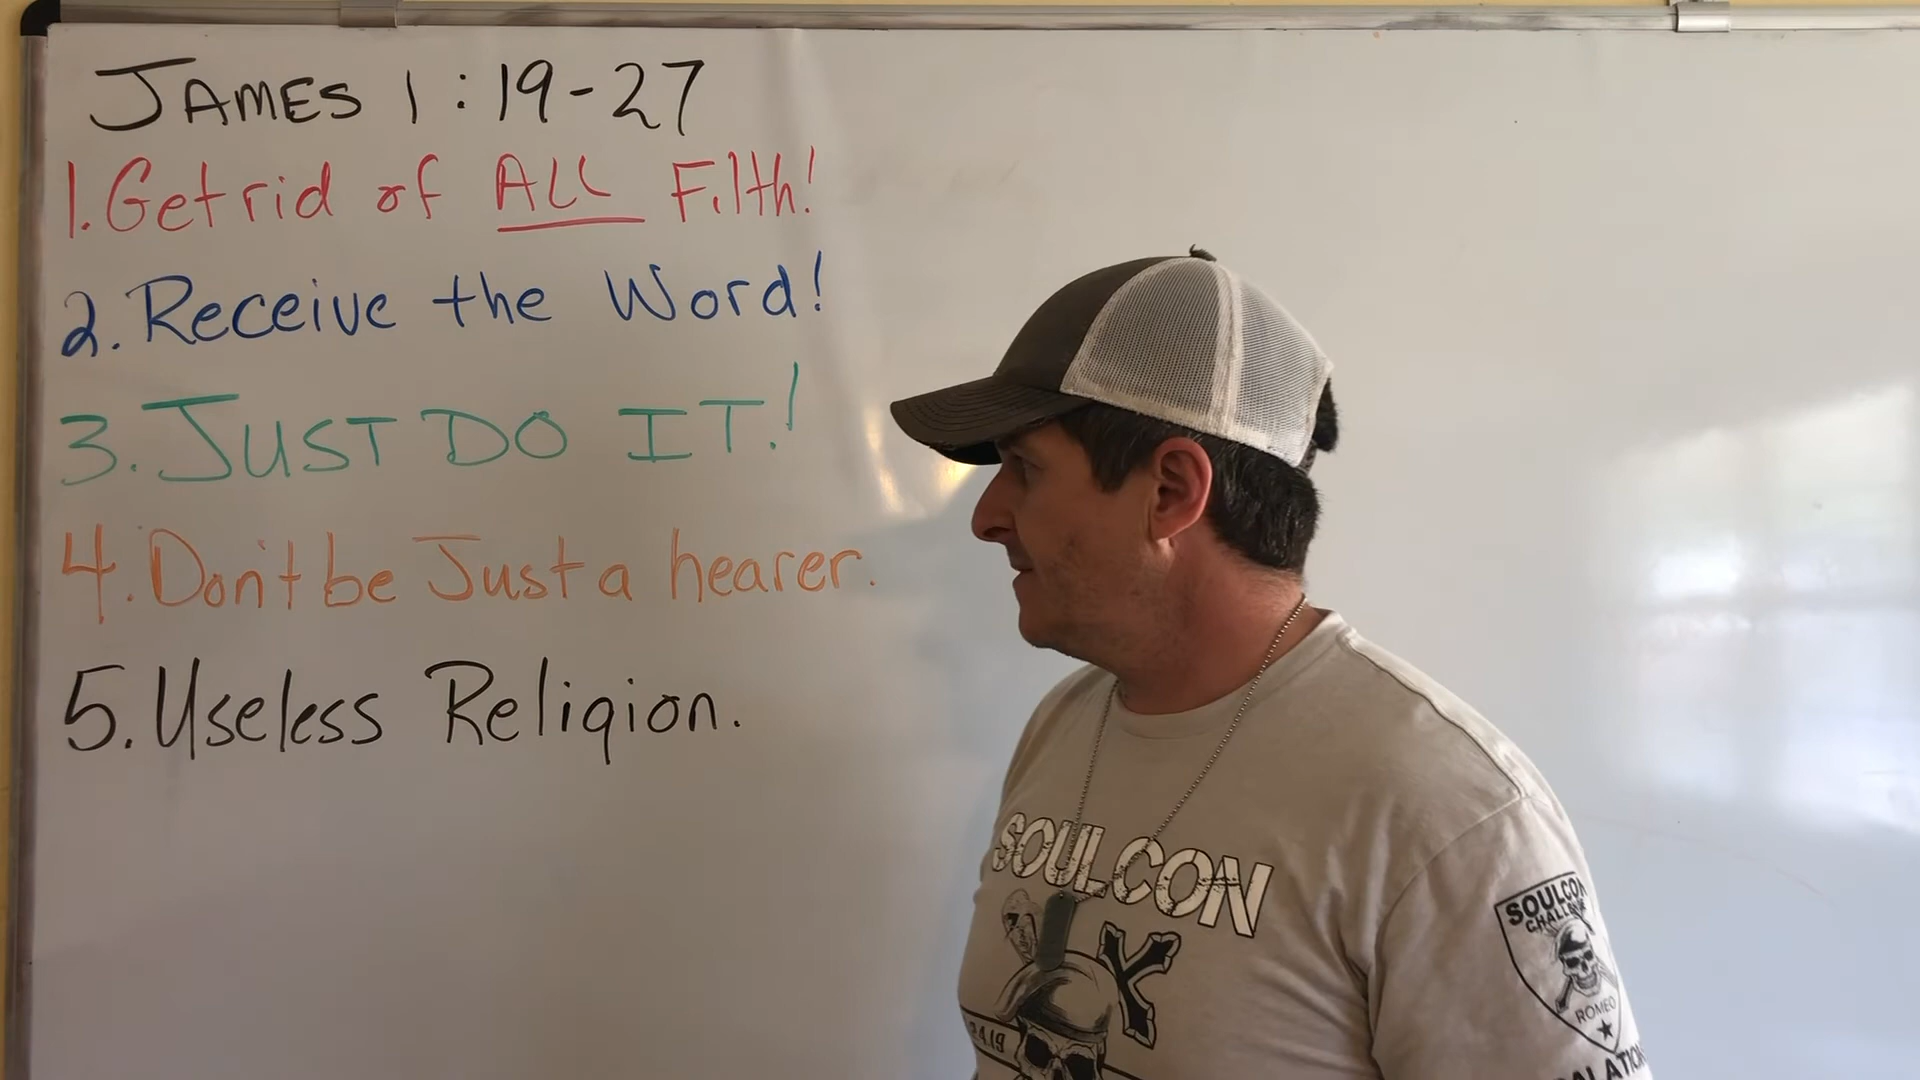 JAMES 1:19-27
1. Get rid of ALL Filth!
2. Receive the Word!
3. JUST DO IT.!
4. Don't be Just a hearer.
5. Useless Religion.
SOULCON
SOULCON
CHALLENGE
ROMEO